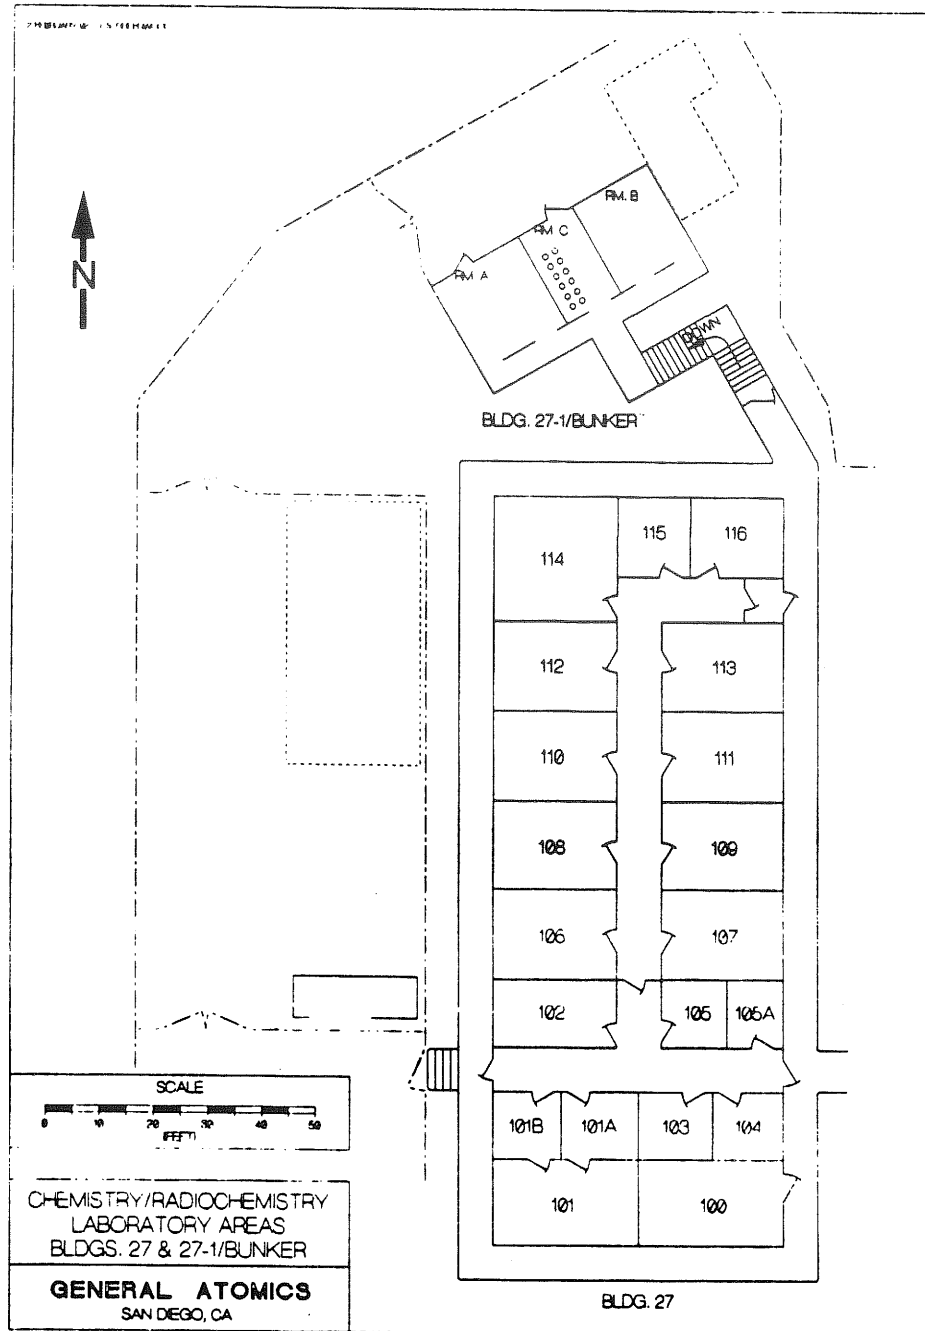 RM. B
RM C
RM A
N
DOWN
BLDG. 27-1/BUNKER
115
116
114
112
113
110
111
108
109
106
107
102
105
105A
101B
101A
103
104
101
100
SCALE
0 10 20 30 40 50
(FEET)
CHEMISTRY/RADIOCHEMISTRY
LABORATORY AREAS
BLDGS. 27 & 27-1/BUNKER
GENERAL ATOMICS
SAN DIEGO, CA
BLDG. 27